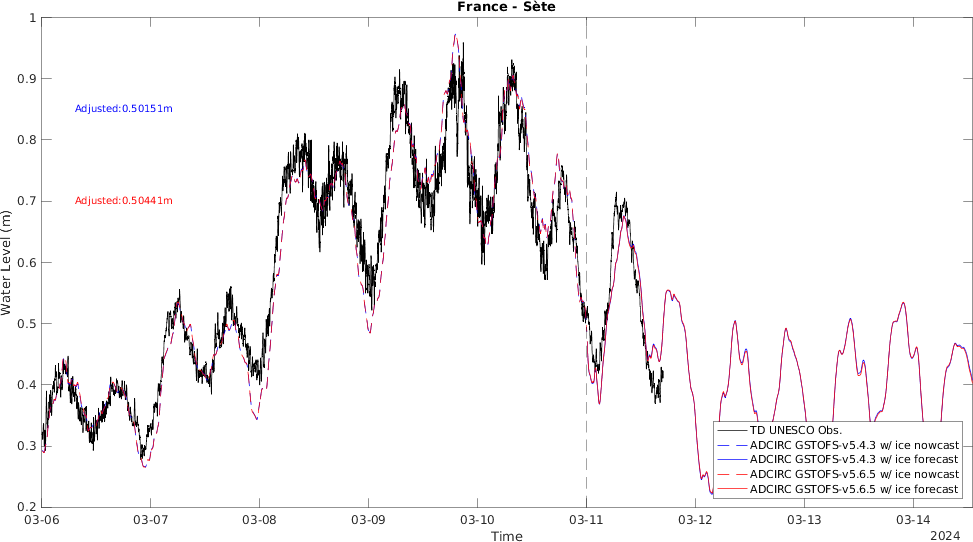 France - Sète
Water Level (m)
1
0.9
0.8
0.7
0.6
0.5
0.4
0.3
0.2
Adjusted:0.50151m
Adjusted:0.50441m
TD UNESCO Obs.
ADCIRC GSTOFS-v5.4.3 w/ ice nowcast
ADCIRC GSTOFS-v5.4.3 w/ ice forecast
ADCIRC GSTOFS-v5.6.5 w/ ice nowcast
ADCIRC GSTOFS-v5.6.5 w/ ice forecast
03-06 03-07 03-08 03-09 03-10 03-11 03-12 03-13 03-14
Time
2024